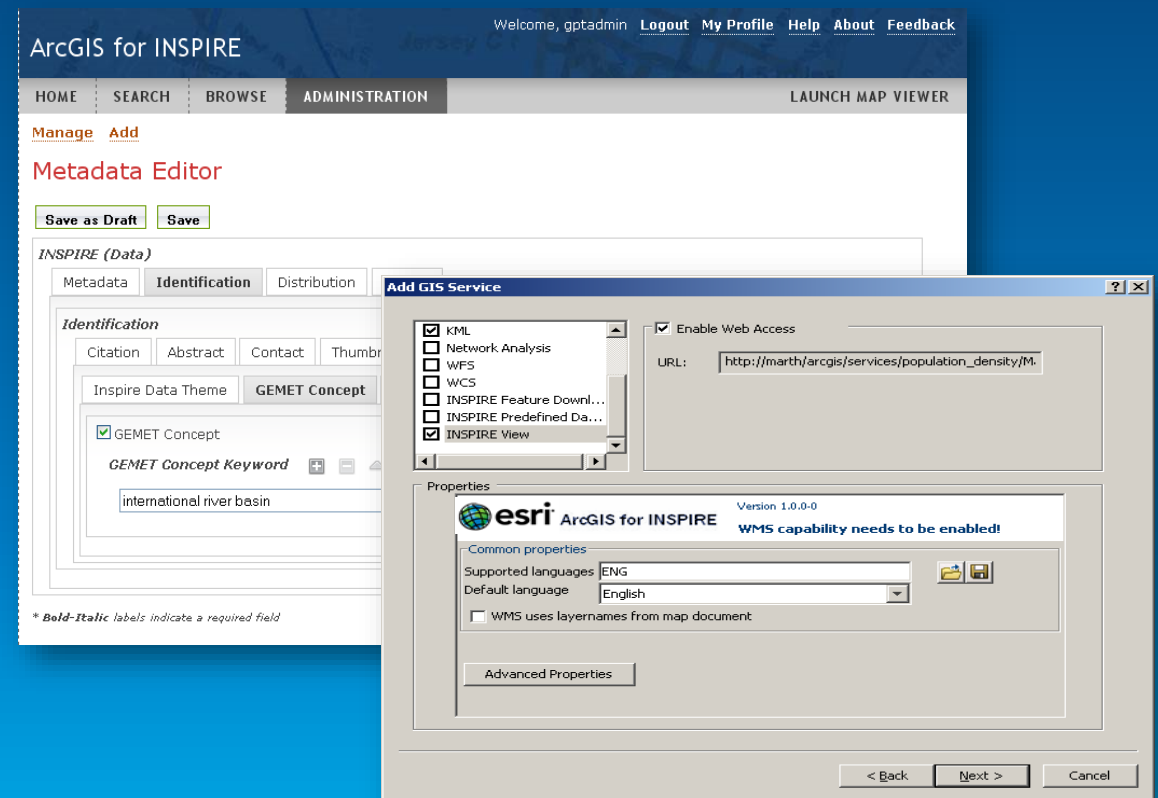 Welcome, gptadmin Logout My Profile Help About Feedback
ArcGIS for INSPIRE
HOME SEARCH BROWSE ADMINISTRATION LAUNCH MAP VIEWER
Manage Add
Metadata Editor
Save as Draft Save
INSPIRE (Data)
Metadata Identification Distribution
Identification
Citation Abstract Contact Thumbn
Inspire Data Theme GEMET Concept
GEMET Concept
GEMET Concept Keyword
international river basin
* Bold-Italic labels indicate a required field
Add GIS Service
KML
Network Analysis
WFS
WCS
INSPIRE Feature Downl...
INSPIRE Predefined Da...
INSPIRE View
Enable Web Access
URL: http://marth/arcgis/services/population_density/M
Properties
esri ArcGIS for INSPIRE
Version 1.0.0-0
WMS capability needs to be enabled!
Common properties
Supported languages ENG
Default language English
WMS uses layernames from map document
Advanced Properties
< Back Next > Cancel